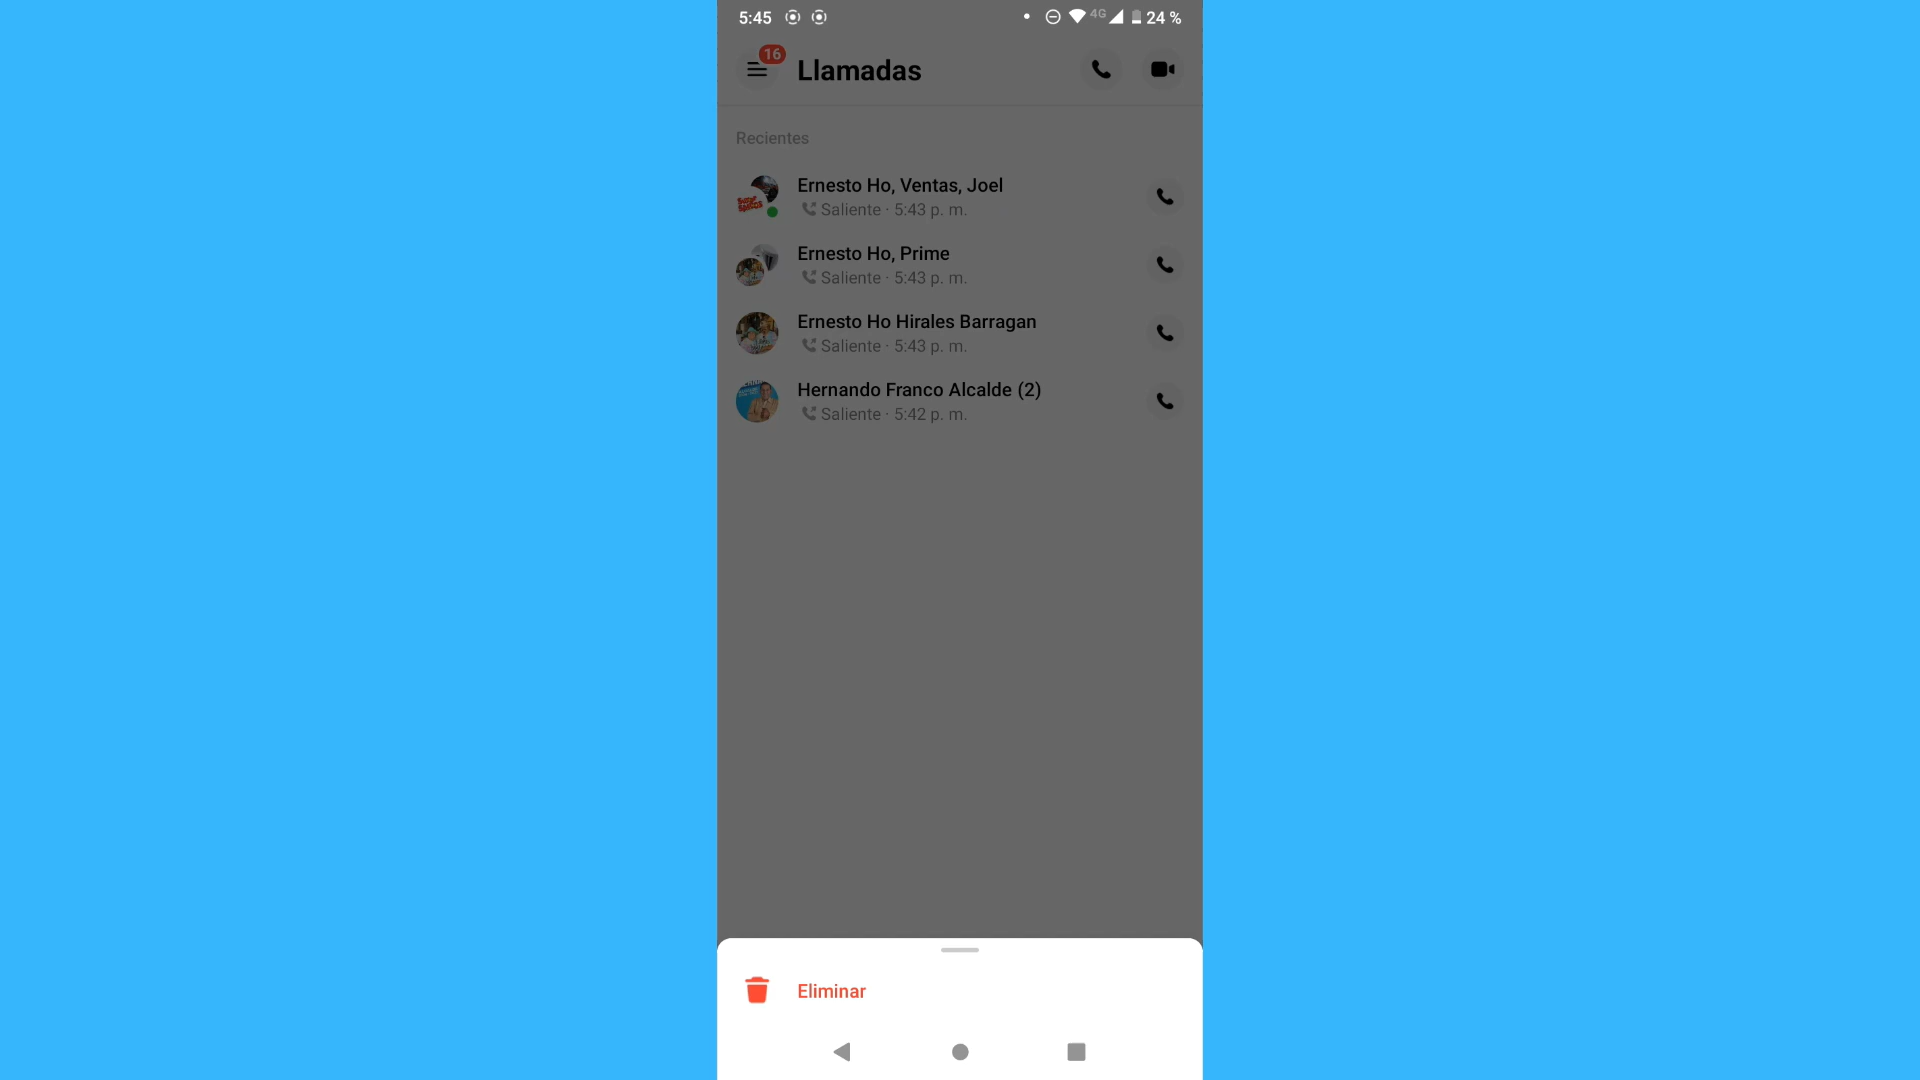 5:45
4G
24 %
16
Llamadas
Recientes
Ernesto Ho, Ventas, Joel
Saliente · 5:43 p. m.
Ernesto Ho, Prime
Saliente · 5:43 p. m.
Ernesto Ho Hirales Barragan
Saliente · 5:43 p. m.
Hernando Franco Alcalde (2)
Saliente · 5:42 p. m.
Eliminar